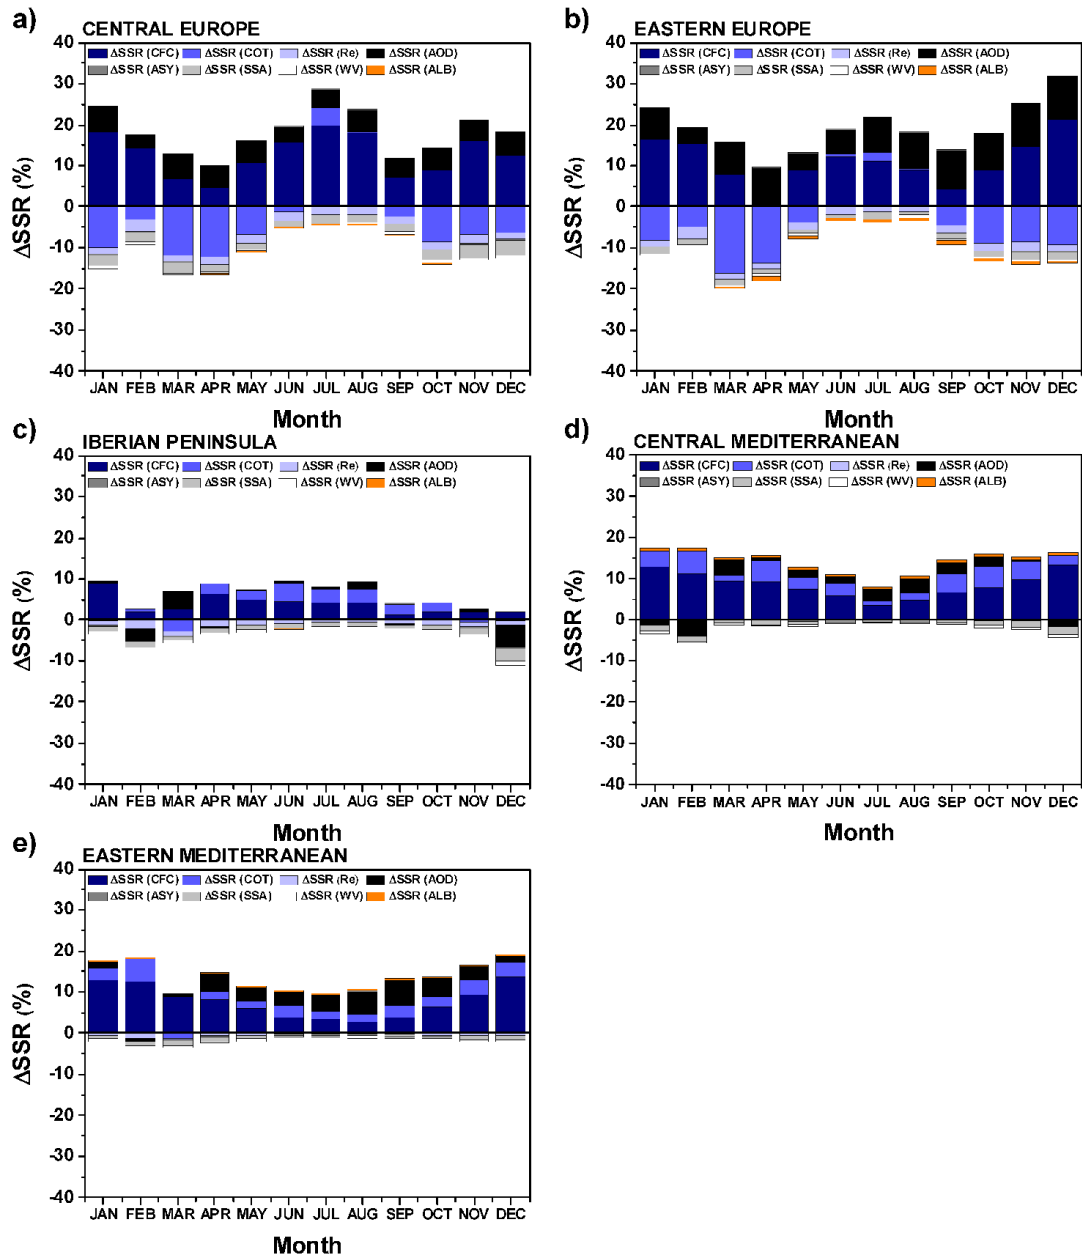 a)
CENTRAL EUROPE
ΔSSR (CFC) ΔSSR (COT) ΔSSR (Re) ΔSSR (AOD)
ΔSSR (ASY) ΔSSR (SSA) ΔSSR (WV) ΔSSR (ALB)
40
30
20
10
0
-10
-20
-30
-40
ΔSSR (%)
JAN FEB MAR APR MAY JUN JUL AUG SEP OCT NOV DEC
Month
b)
EASTERN EUROPE
ΔSSR (CFC) ΔSSR (COT) ΔSSR (Re) ΔSSR (AOD)
ΔSSR (ASY) ΔSSR (SSA) ΔSSR (WV) ΔSSR (ALB)
40
30
20
10
0
-10
-20
-30
-40
ΔSSR (%)
JAN FEB MAR APR MAY JUN JUL AUG SEP OCT NOV DEC
Month
c)
IBERIAN PENINSULA
ΔSSR (CFC) ΔSSR (COT) ΔSSR (Re) ΔSSR (AOD)
ΔSSR (ASY) ΔSSR (SSA) ΔSSR (WV) ΔSSR (ALB)
40
30
20
10
0
-10
-20
-30
-40
ΔSSR (%)
JAN FEB MAR APR MAY JUN JUL AUG SEP OCT NOV DEC
Month
d)
CENTRAL MEDITERRANEAN
ΔSSR (CFC) ΔSSR (COT) ΔSSR (Re) ΔSSR (AOD)
ΔSSR (ASY) ΔSSR (SSA) ΔSSR (WV) ΔSSR (ALB)
40
30
20
10
0
-10
-20
-30
-40
ΔSSR (%)
JAN FEB MAR APR MAY JUN JUL AUG SEP OCT NOV DEC
Month
e)
EASTERN MEDITERRANEAN
ΔSSR (CFC) ΔSSR (COT) ΔSSR (Re) ΔSSR (AOD)
ΔSSR (ASY) ΔSSR (SSA) ΔSSR (WV) ΔSSR (ALB)
40
30
20
10
0
-10
-20
-30
-40
ΔSSR (%)
JAN FEB MAR APR MAY JUN JUL AUG SEP OCT NOV DEC
Month